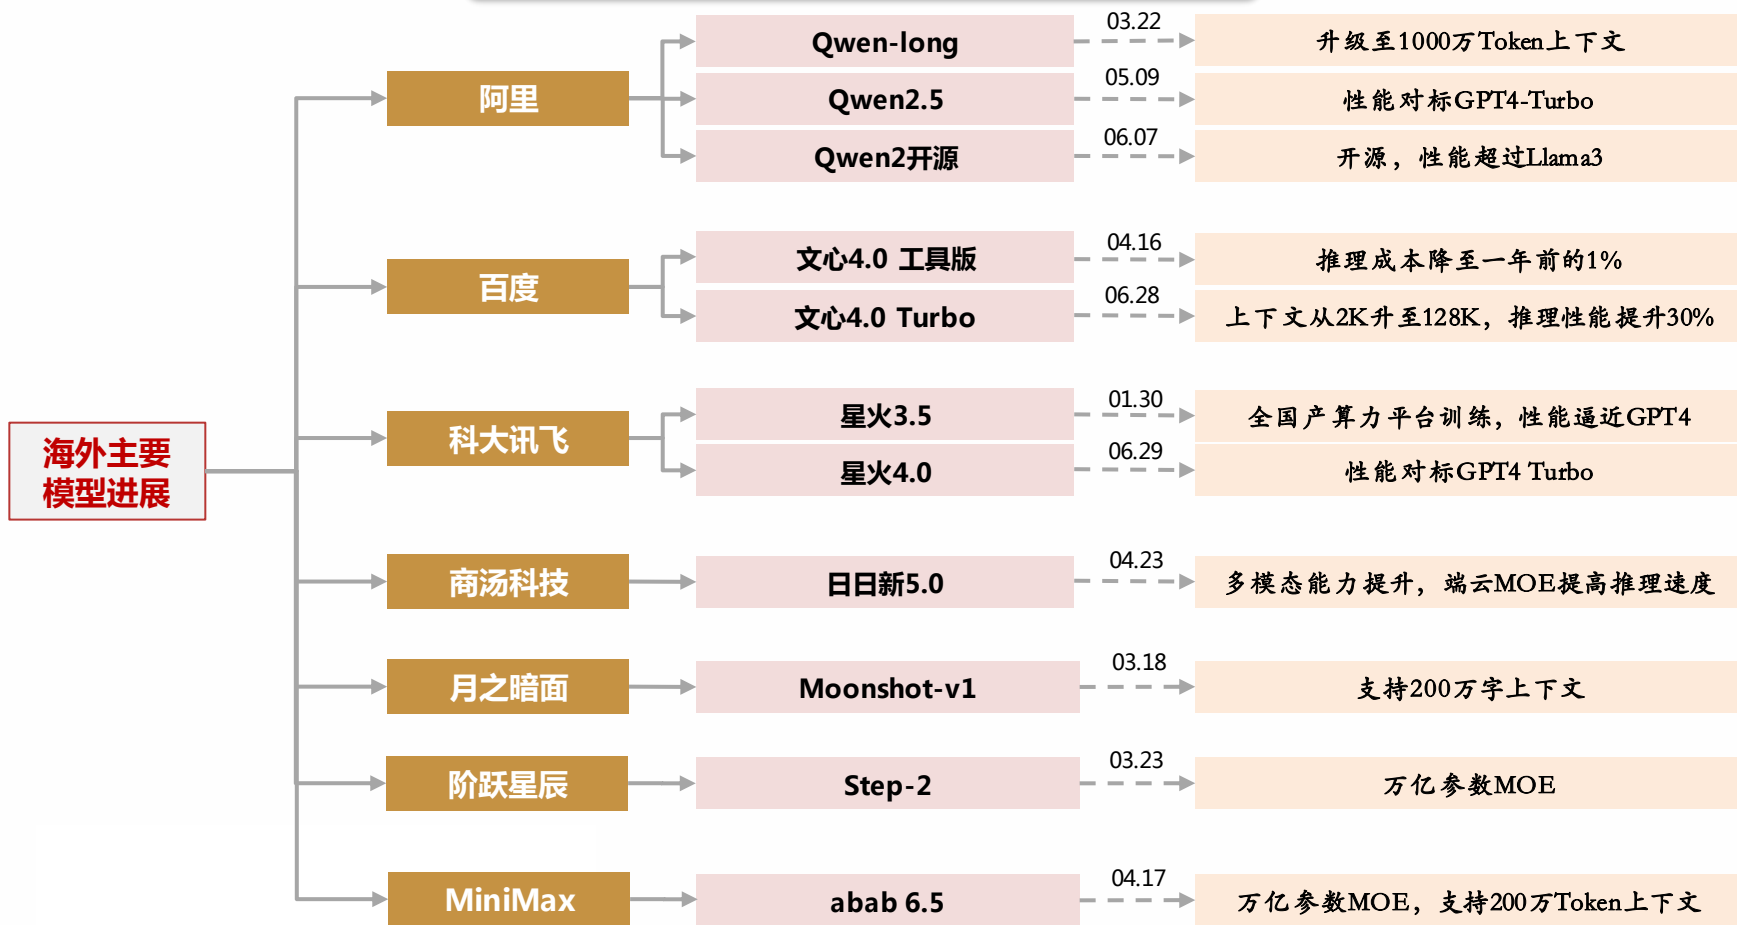 海外主要
模型进展
阿里
Qwen-long
03.22
升级至1000万Token上下文
Qwen2.5
05.09
性能对标GPT4-Turbo
Qwen2开源
06.07
开源，性能超过Llama3
百度
文心4.0 工具版
04.16
推理成本降至一年前的1%
文心4.0 Turbo
06.28
上下文从2K升至128K，推理性能提升30%
科大讯飞
星火3.5
01.30
全国产算力平台训练，性能逼近GPT4
星火4.0
06.29
性能对标GPT4 Turbo
商汤科技
日日新5.0
04.23
多模态能力提升，端云MOE提高推理速度
月之暗面
Moonshot-v1
03.18
支持200万字上下文
阶跃星辰
Step-2
03.23
万亿参数MOE
MiniMax
abab 6.5
04.17
万亿参数MOE，支持200万Token上下文